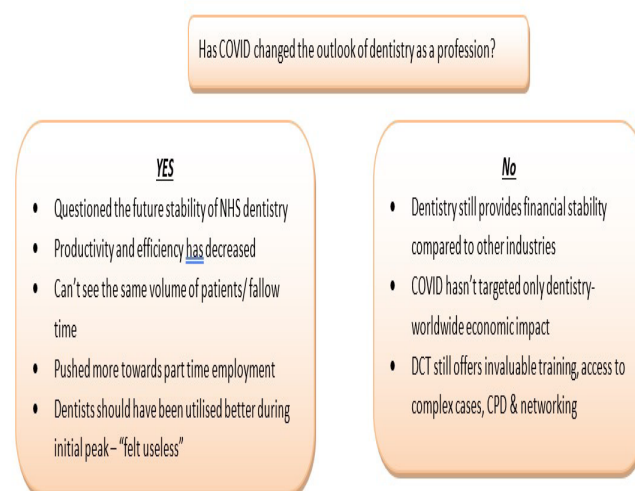 Has COVID changed the outlook of dentistry as a profession?
YES
• Questioned the future stability of NHS dentistry
• Productivity and efficiency has decreased
• Can't see the same volume of patients/ fallow
time
• Pushed more towards part time employment
• Dentists should have been utilised better during
initial peak – "felt useless"
No
• Dentistry still provides financial stability
compared to other industries
• COVID hasn't targeted only dentistry-
worldwide economic impact
• DCT still offers invaluable training, access to
complex cases, CPD & networking